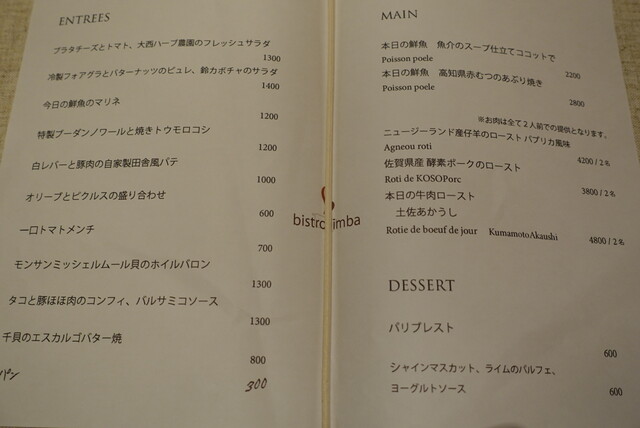 ENTREES
ブラタチーズとトマト、大西ハーブ農園のフレッシュサラダ
1300
冷製フォアグラとバターナッツのピュレ、鈴カボチャのサラダ
1400
今日の鮮魚のマリネ
1200
特製ブーダンノワールと焼きトウモロコシ
1200
白レバーと豚肉の自家製田舎風パテ
1000
オリーブとピクルスの盛り合わせ
600
一口トマトメンチ
700
モンサンミッシェルムール貝のホイルバロン
1300
タコと豚ほほ肉のコンフィ、バルサミコソース
1300
千貝のエスカルゴバター焼
800
パン
300
bistro
imba
MAIN
本日の鮮魚 魚介のスープ仕立てココットで
Poisson poele
2200
本日の鮮魚 高知県赤むつのあぶり焼き
Poisson poele
2800
※お肉は全て2人前での提供となります。
ニュージーランド産仔羊のロースト パプリカ風味
Agneou roti
4200 / 2名
佐賀県産 酵素ポークのロースト
Roti de KOSOPorc
3800 / 2名
本日の牛肉ロースト
土佐あかうし
Rotie de boeuf de jour KumamotoAkaushi
4800 / 2名
DESSERT
パリブレスト
600
シャインマスカット、ライムのパルフェ、
ヨーグルトソース
600